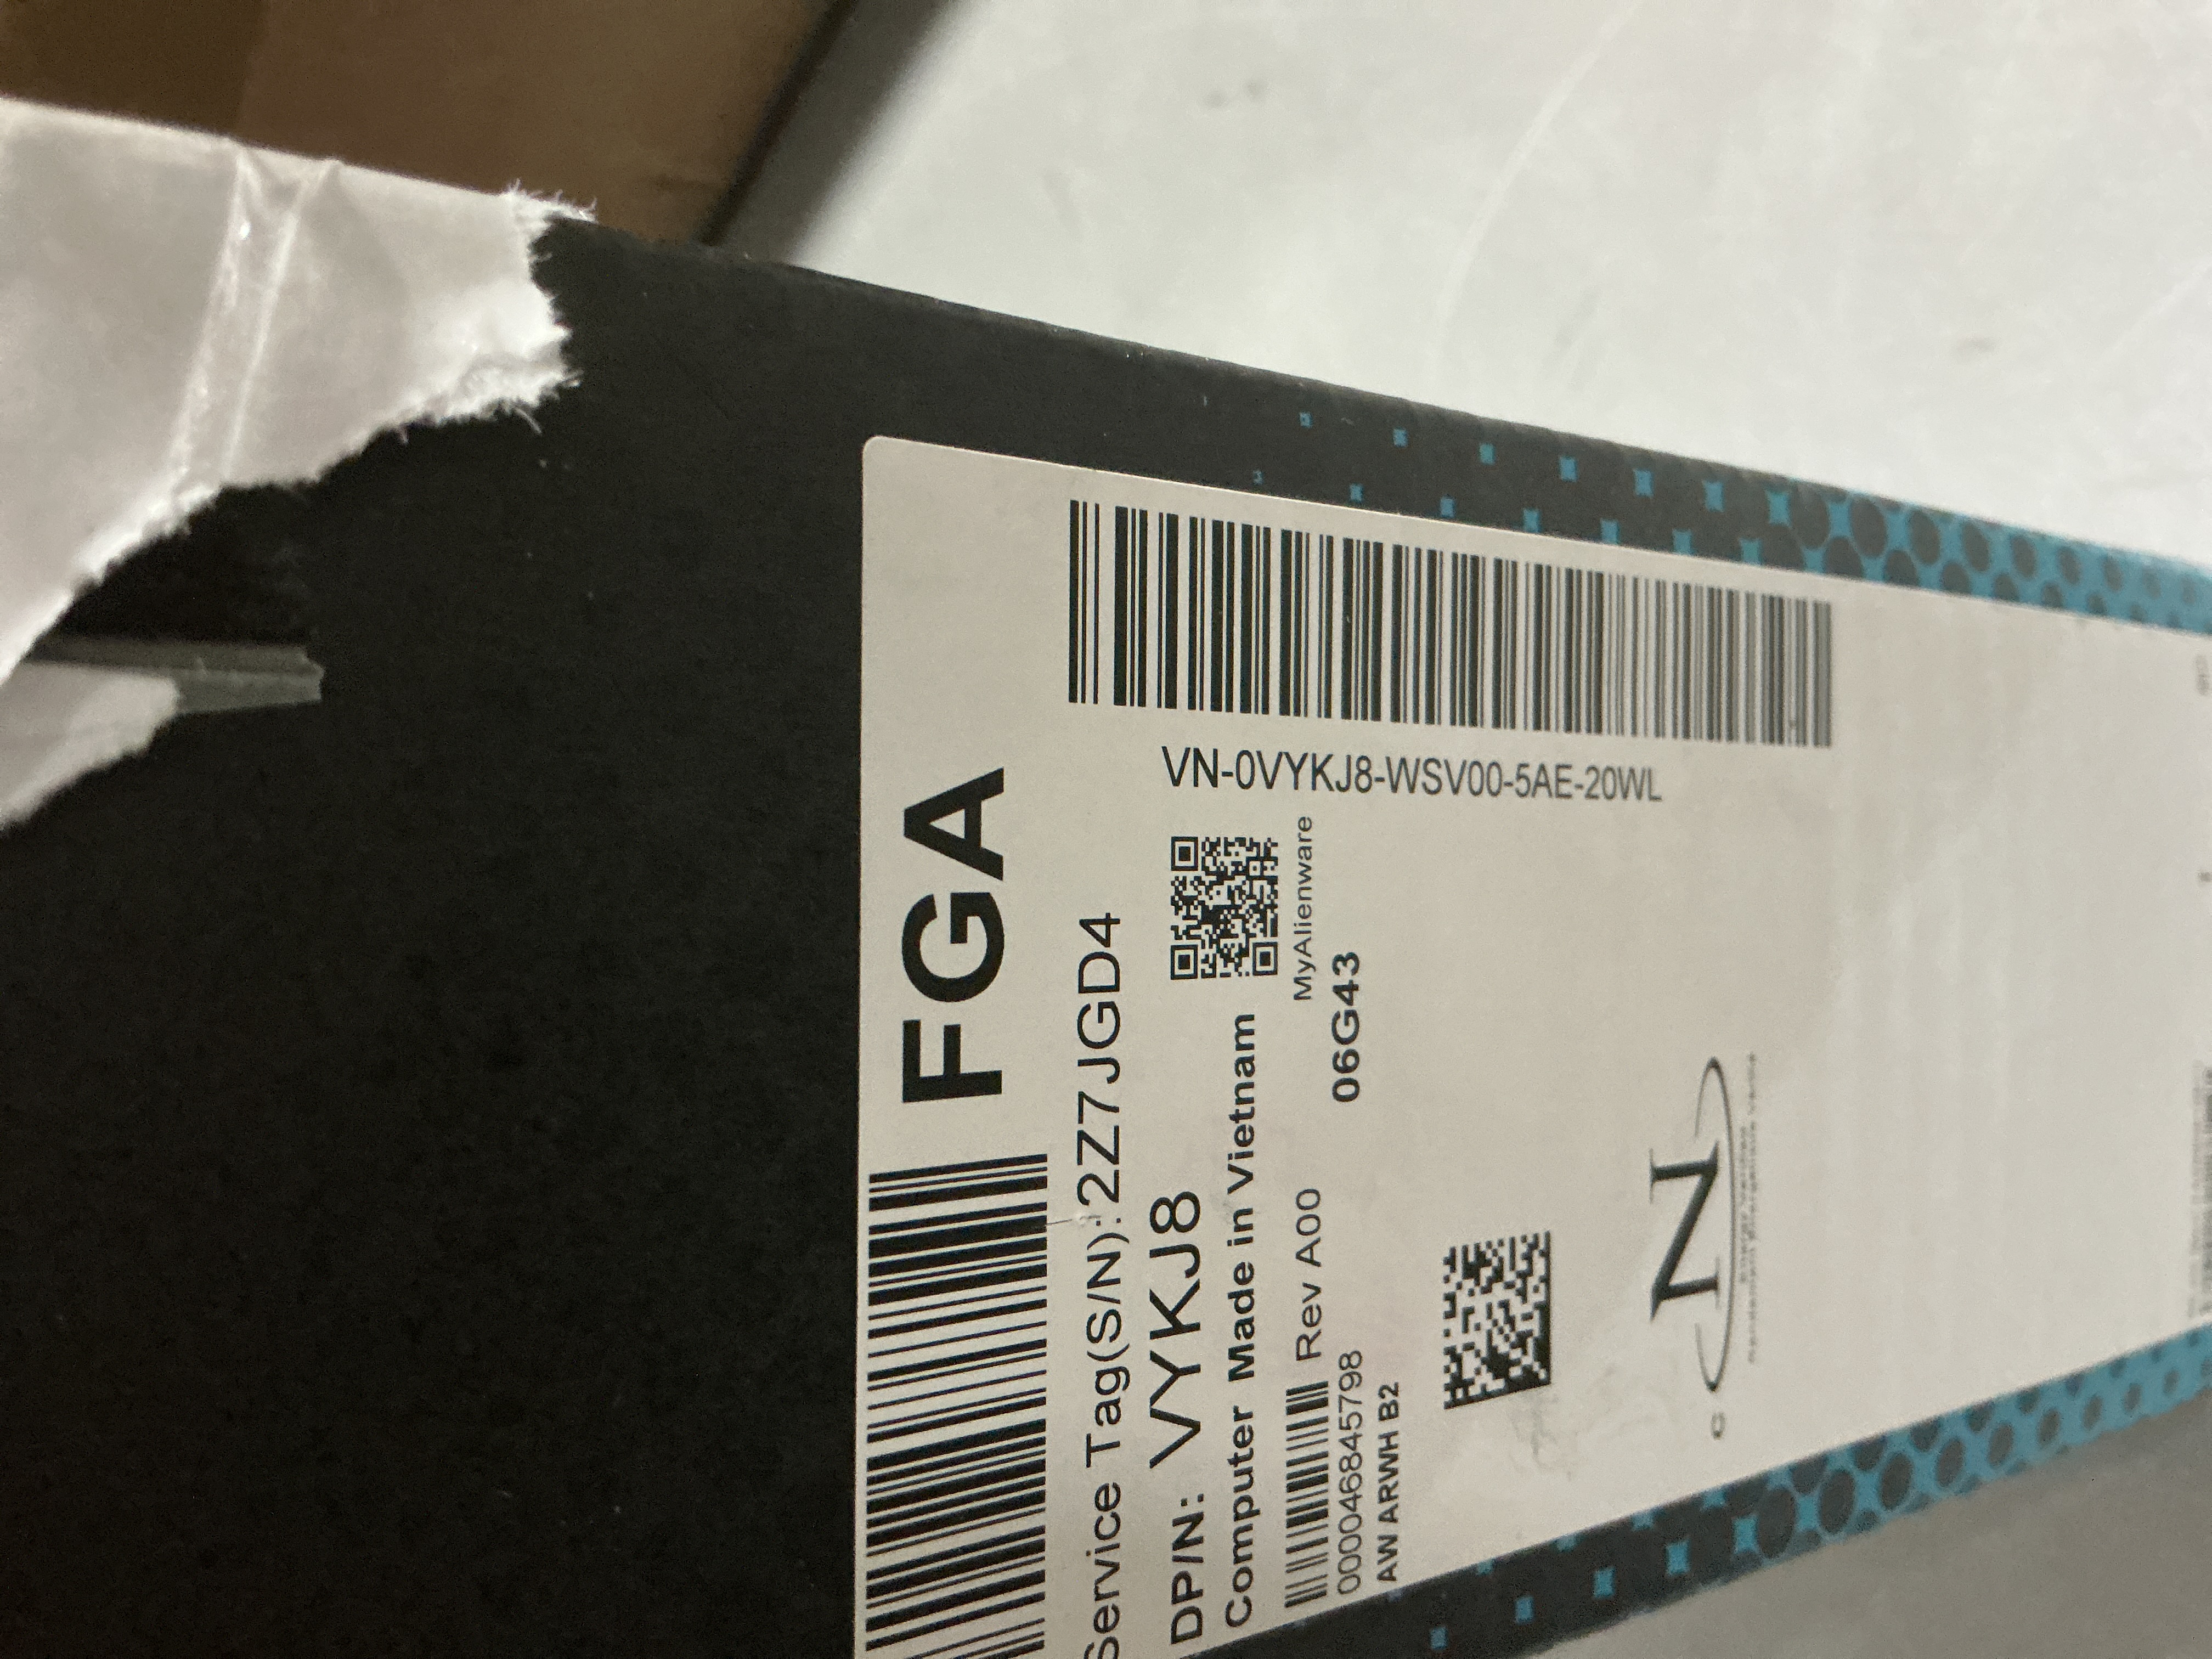 FGA
Service Tag(S/N):2Z7JGD4
DP/N: VYKJ8
Computer Made in Vietnam
Rev A00
MyAlienware
000046845798
06G43
AW ARWH B2
VN-0VYKJ8-WSV00-5AE-20WL
N